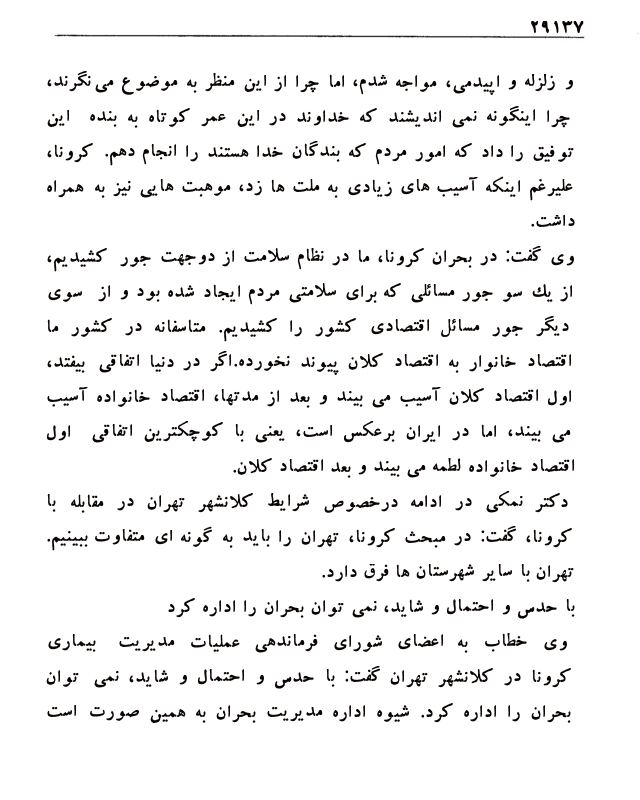 ۲۹۱۳۷
و زلزله و اپیدمی، مواجه شدم، اما چرا از این منظر به موضوع می نگرند،
چرا اینگونه نمی اندیشند که خداوند در این عمر کوتاه به بنده این
توفیق را داد که امور مردم که بندگان خدا هستند را انجام دهم. کرونا،
علیرغم اینکه آسیب های زیادی به ملت ها زد، موهبت هایی نیز به همراه
داشت.
وی گفت: در بحران کرونا، ما در نظام سلامت از دوجهت جور کشیدیم،
از یك سو جور مسائلی که برای سلامتی مردم ایجاد شده بود و از سوی
دیگر جور مسائل اقتصادی کشور را کشیدیم. متاسفانه در کشور ما
اقتصاد خانوار به اقتصاد کلان پیوند نخورده.اگر در دنیا اتفاقی بیفتد،
اول اقتصاد کلان آسیب می بیند و بعد از مدتها، اقتصاد خانواده آسیب
می بیند، اما در ایران برعکس است، یعنی با کوچکترین اتفاقی اول
اقتصاد خانواده لطمه می بیند و بعد اقتصاد کلان.
دکتر نمکی در ادامه درخصوص شرایط کلانشهر تهران در مقابله با
کرونا، گفت: در مبحث کرونا، تهران را باید به گونه ای متفاوت ببینیم.
تهران با سایر شهرستان ها فرق دارد.
با حدس و احتمال و شاید، نمی توان بحران را اداره کرد
وی خطاب به اعضای شورای فرماندهی عملیات مدیریت بیماری
کرونا در کلانشهر تهران گفت: با حدس و احتمال و شاید، نمی توان
بحران را اداره کرد. شیوه اداره مدیریت بحران به همین صورت است